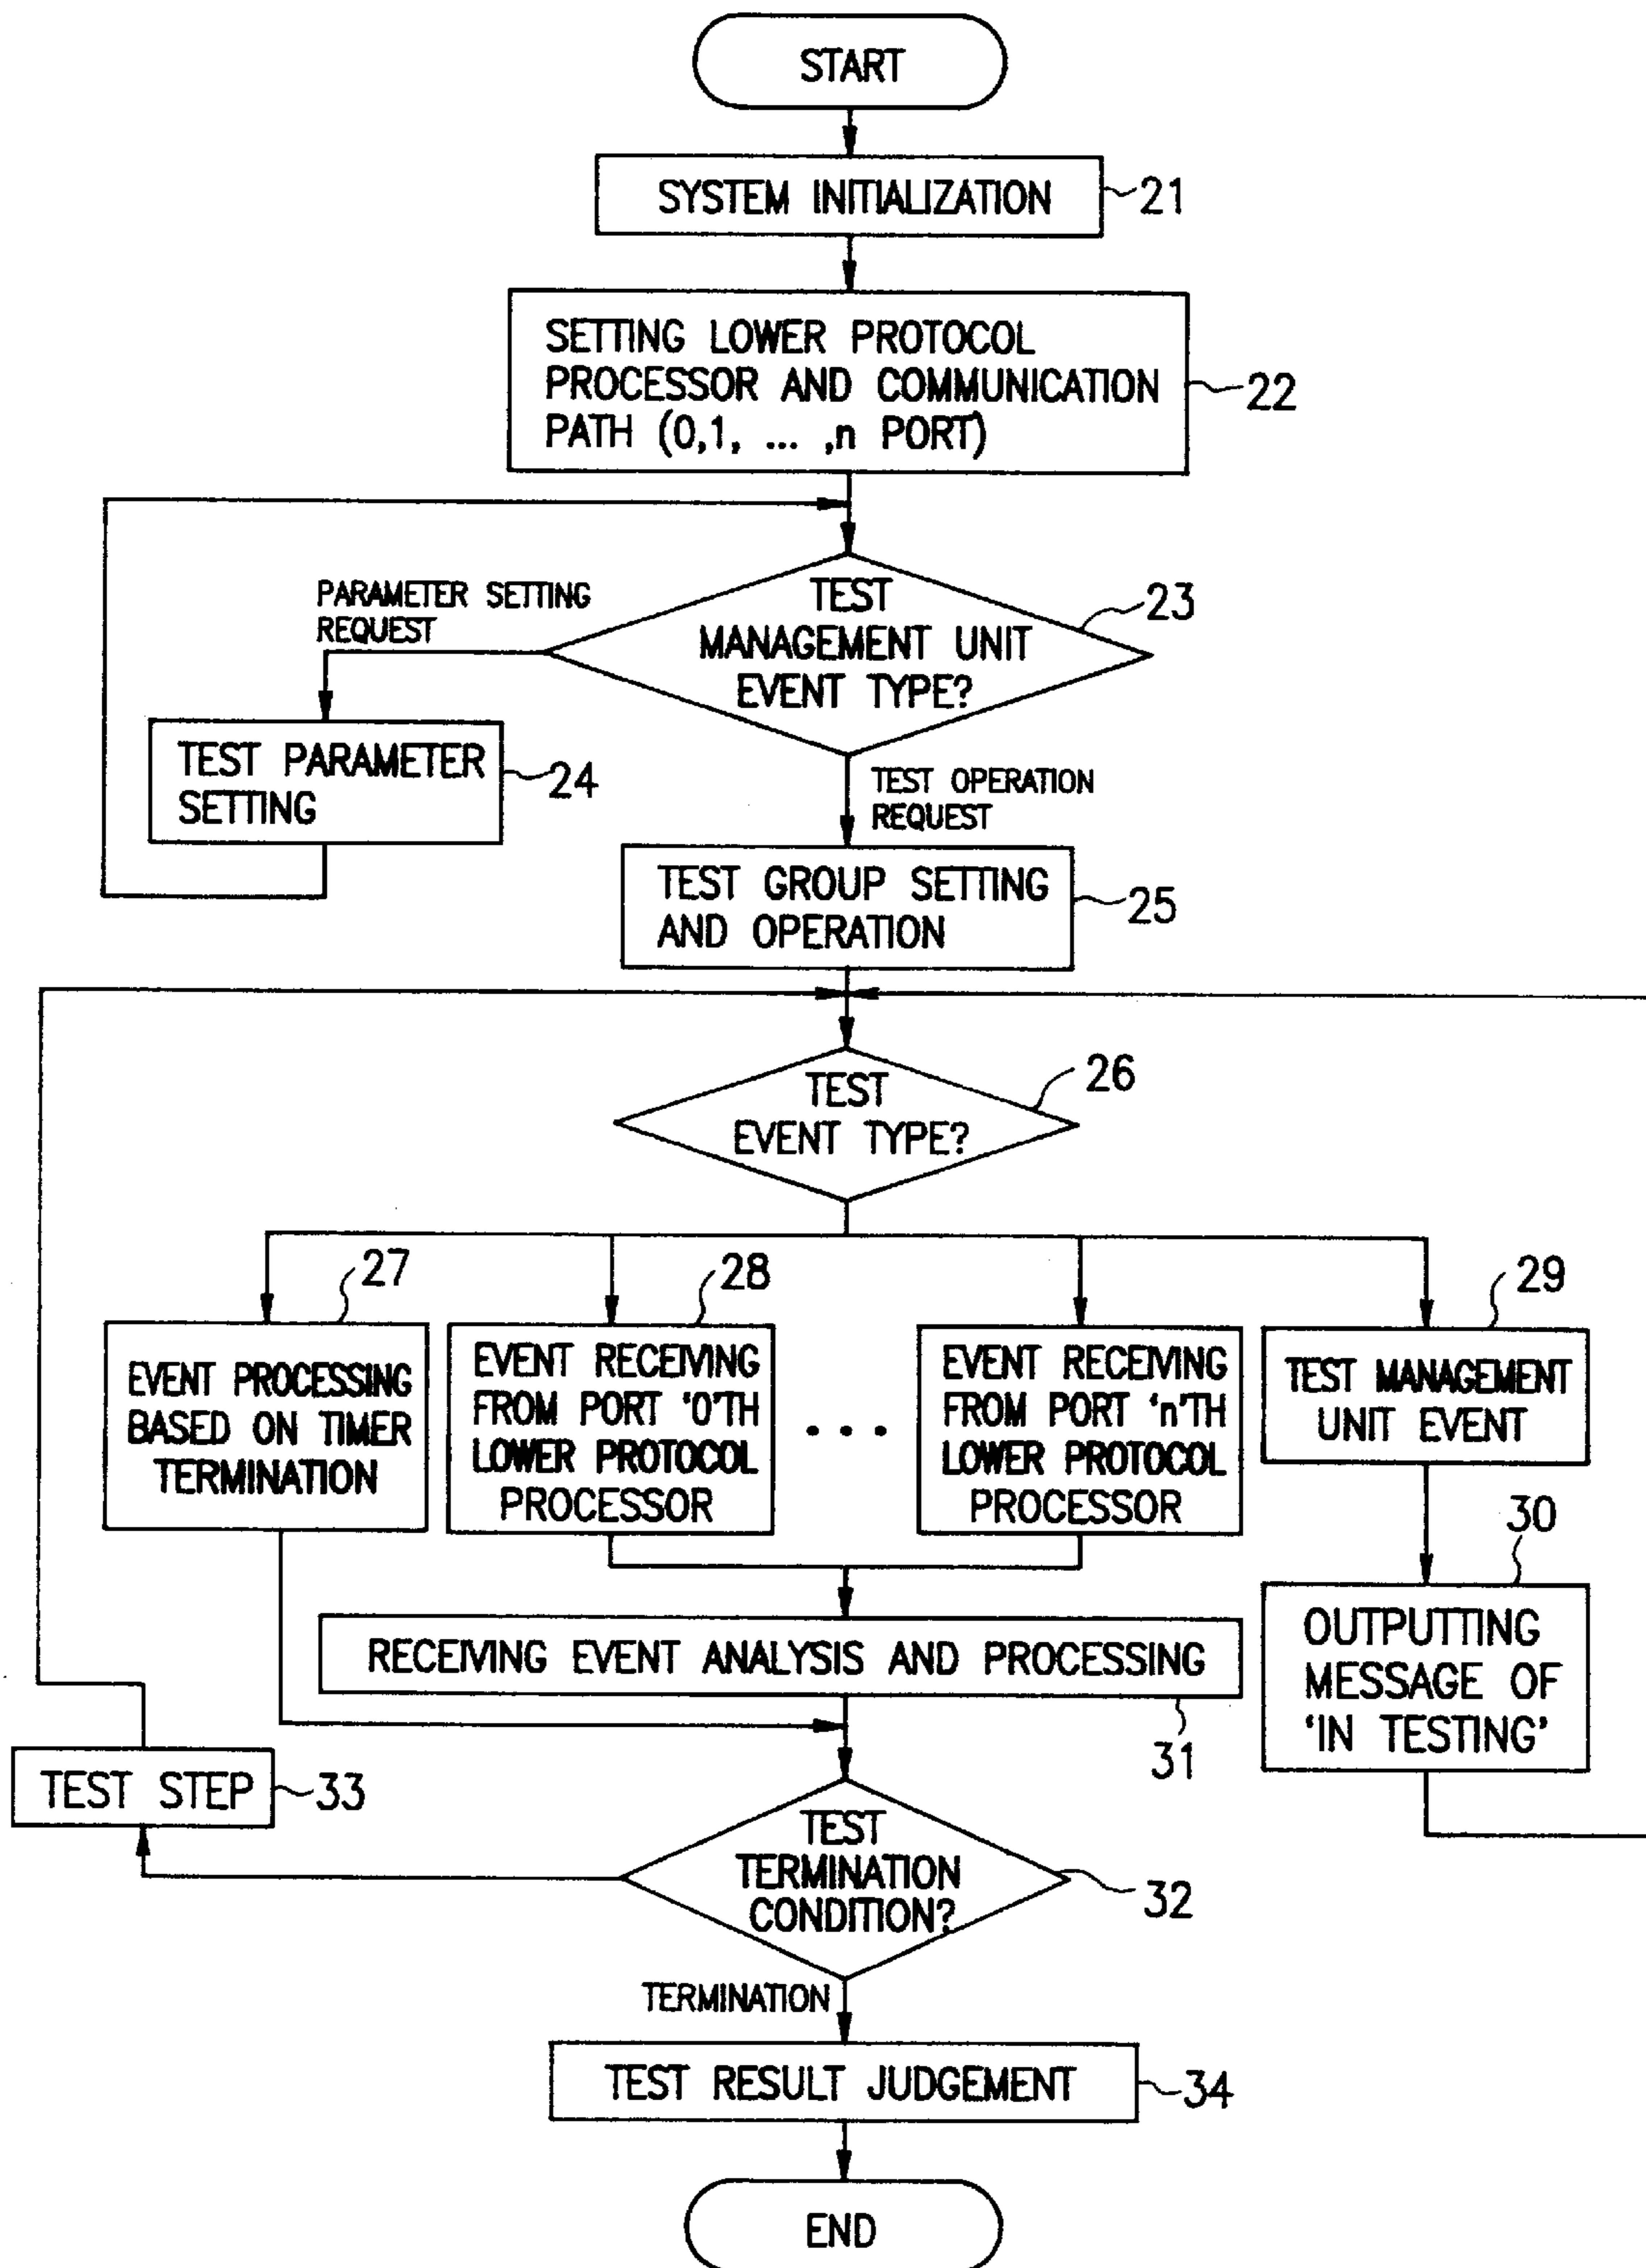 START
SYSTEM INITIALIZATION
21
SETTING LOWER PROTOCOL
PROCESSOR AND COMMUNICATION
PATH (0,1, ... ,n PORT)
22
TEST
MANAGEMENT UNIT
EVENT TYPE?
23
PARAMETER SETTING
REQUEST
TEST PARAMETER
SETTING
24
TEST OPERATION
REQUEST
TEST GROUP SETTING
AND OPERATION
25
TEST
EVENT TYPE?
26
27
28
29
EVENT PROCESSING
BASED ON TIMER
TERMINATION
EVENT RECEIVING
FROM PORT '0'TH
LOWER PROTOCOL
PROCESSOR
• • •
EVENT RECEIVING
FROM PORT 'n'TH
LOWER PROTOCOL
PROCESSOR
TEST MANAGEMENT
UNIT EVENT
30
OUTPUTTING
MESSAGE OF
'IN TESTING'
RECEIVING EVENT ANALYSIS AND PROCESSING
31
TEST STEP
33
TEST
TERMINATION
CONDITION?
32
TERMINATION
TEST RESULT JUDGEMENT
34
END